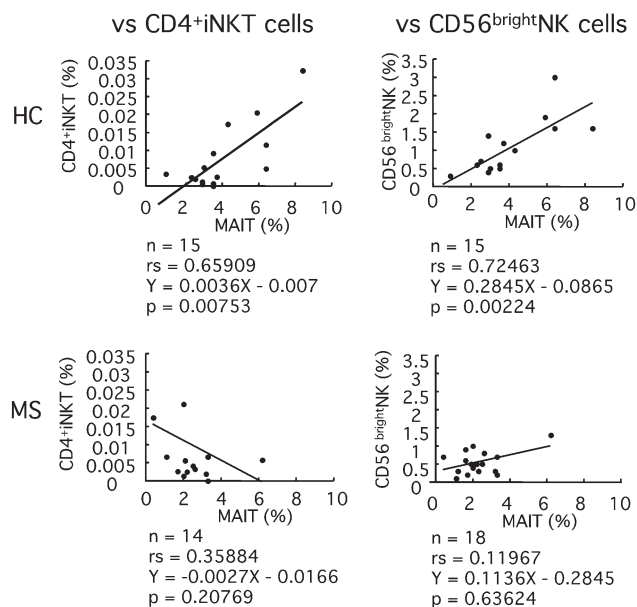 vs CD4+iNKT cells
vs CD56brightNK cells
HC
CD4+iNKT (%)
0.035
0.03
0.025
0.02
0.015
0.01
0.005
0
0 2 4 6 8 10
MAIT (%)
n = 15
rs = 0.65909
Y = 0.0036X - 0.007
p = 0.00753
CD56 brightNK (%)
3.5
3
2.5
2
1.5
1
0.5
0
0 2 4 6 8 10
MAIT (%)
n = 15
rs = 0.72463
Y = 0.2845X - 0.0865
p = 0.00224
MS
CD4+iNKT (%)
0.035
0.03
0.025
0.02
0.015
0.01
0.005
0
0 2 4 6 8 10
MAIT (%)
n = 14
rs = 0.35884
Y = -0.0027X - 0.0166
p = 0.20769
CD56 brightNK (%)
3.5
3
2.5
2
1.5
1
0.5
0
0 2 4 6 8 10
MAIT (%)
n = 18
rs = 0.11967
Y = 0.1136X - 0.2845
p = 0.63624